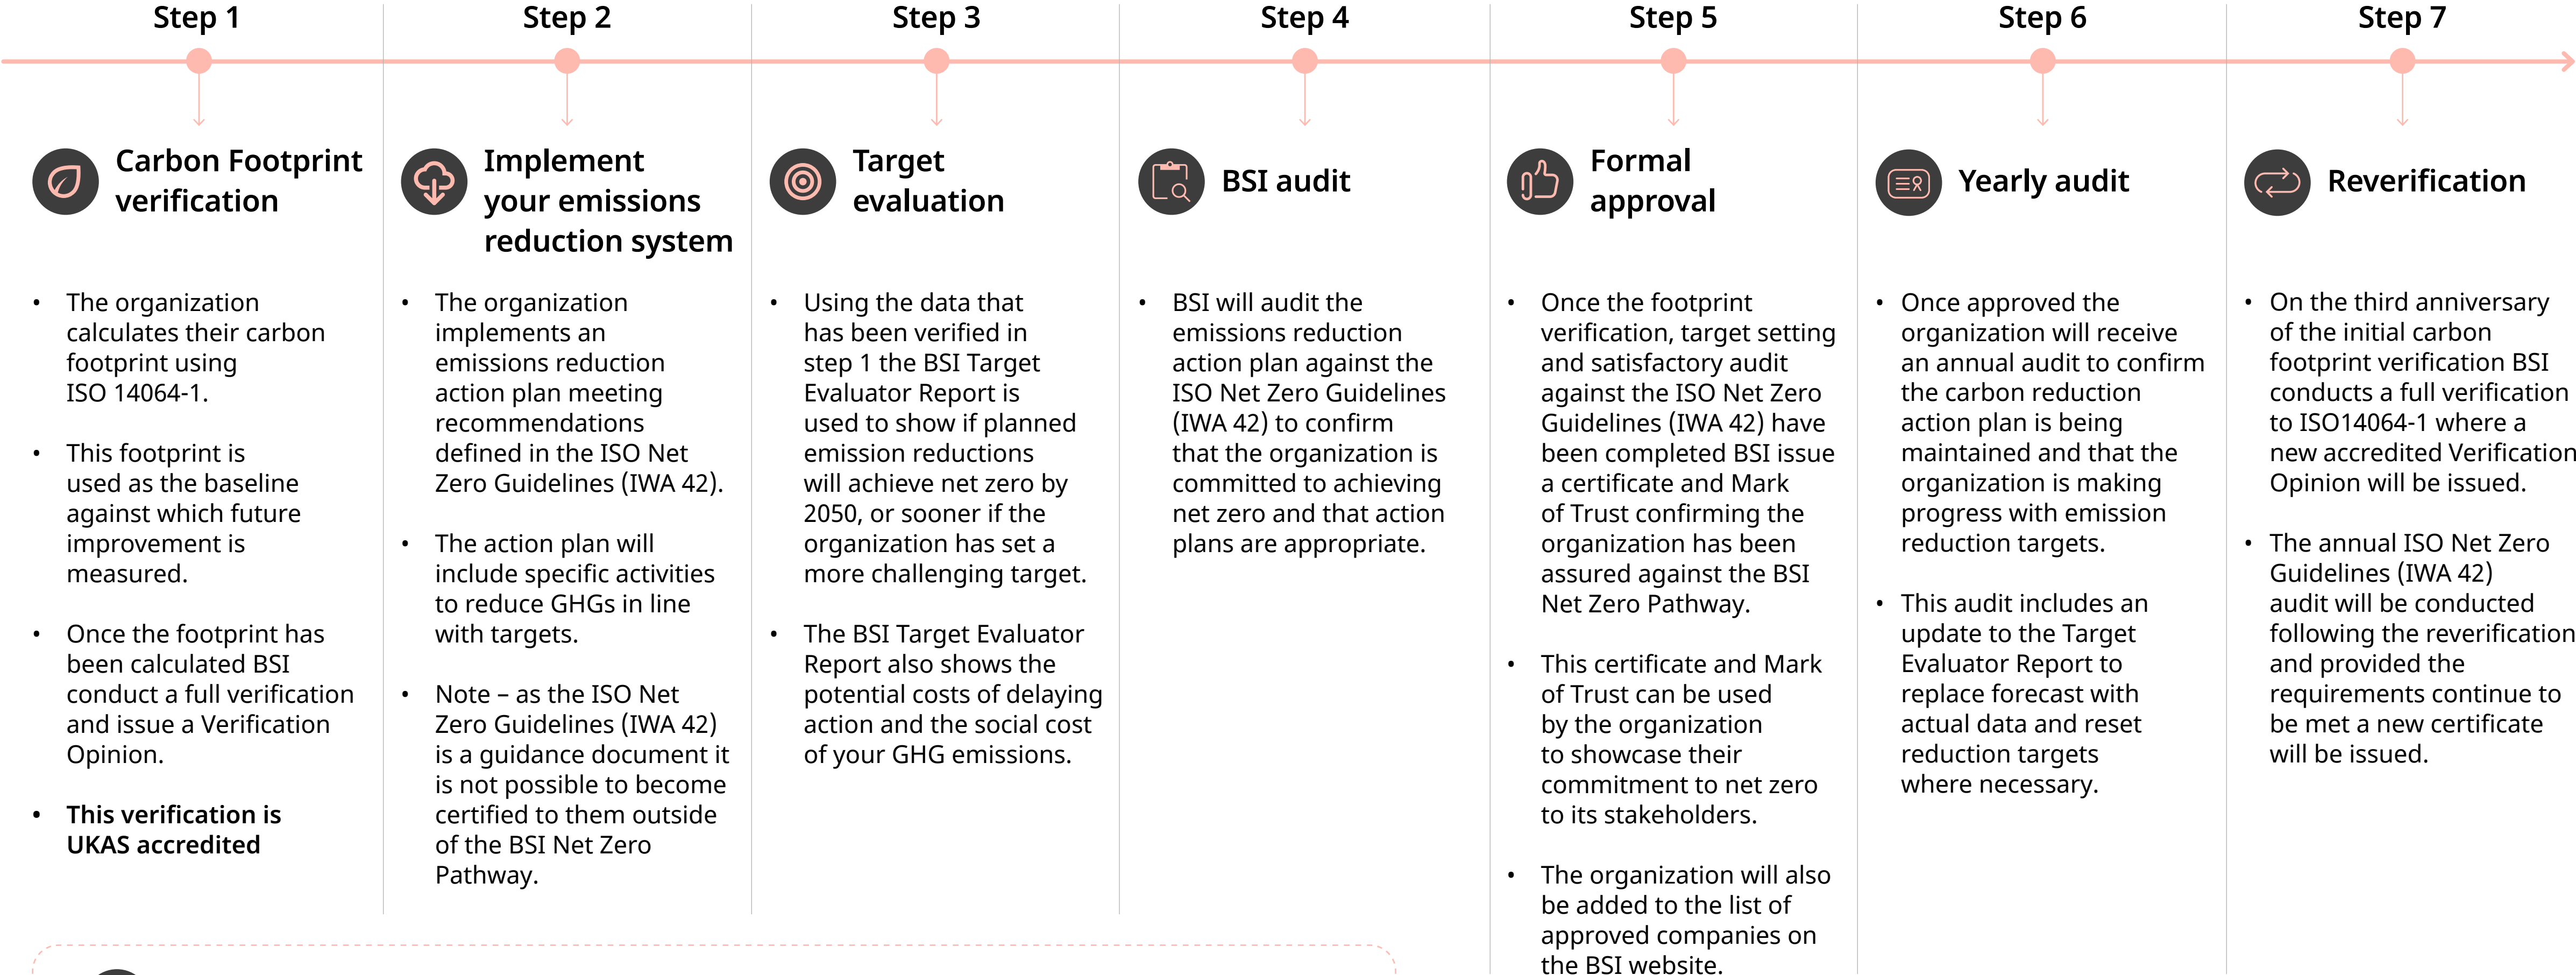 Step 1
Carbon Footprint
verification
• The organization
calculates their carbon
footprint using
ISO 14064-1.
• This footprint is
used as the baseline
against which future
improvement is
measured.
• Once the footprint has
been calculated BSI
conduct a full verification
and issue a Verification
Opinion.
• This verification is
UKAS accredited
Step 2
Implement
your emissions
reduction system
• The organization
implements an
emissions reduction
action plan meeting
recommendations
defined in the ISO Net
Zero Guidelines (IWA 42).
• The action plan will
include specific activities
to reduce GHGs in line
with targets.
• Note – as the ISO Net
Zero Guidelines (IWA 42)
is a guidance document it
is not possible to become
certified to them outside
of the BSI Net Zero
Pathway.
Step 3
Target
evaluation
• Using the data that
has been verified in
step 1 the BSI Target
Evaluator Report is
used to show if planned
emission reductions
will achieve net zero by
2050, or sooner if the
organization has set a
more challenging target.
• The BSI Target Evaluator
Report also shows the
potential costs of delaying
action and the social cost
of your GHG emissions.
Step 4
BSI audit
• BSI will audit the
emissions reduction
action plan against the
ISO Net Zero Guidelines
(IWA 42) to confirm
that the organization is
committed to achieving
net zero and that action
plans are appropriate.
Step 5
Formal
approval
• Once the footprint
verification, target setting
and satisfactory audit
against the ISO Net Zero
Guidelines (IWA 42) have
been completed BSI issue
a certificate and Mark
of Trust confirming the
organization has been
assured against the BSI
Net Zero Pathway.
• This certificate and Mark
of Trust can be used
by the organization
to showcase their
commitment to net zero
to its stakeholders.
• The organization will also
be added to the list of
approved companies on
the BSI website.
Step 6
Yearly audit
• Once approved the
organization will receive
an annual audit to confirm
the carbon reduction
action plan is being
maintained and that the
organization is making
progress with emission
reduction targets.
• This audit includes an
update to the Target
Evaluator Report to
replace forecast with
actual data and reset
reduction targets
where necessary.
Step 7
Reverification
• On the third anniversary
of the initial carbon
footprint verification BSI
conducts a full verification
to ISO14064-1 where a
new accredited Verification
Opinion will be issued.
• The annual ISO Net Zero
Guidelines (IWA 42)
audit will be conducted
following the reverification
and provided the
requirements continue to
be met a new certificate
will be issued.